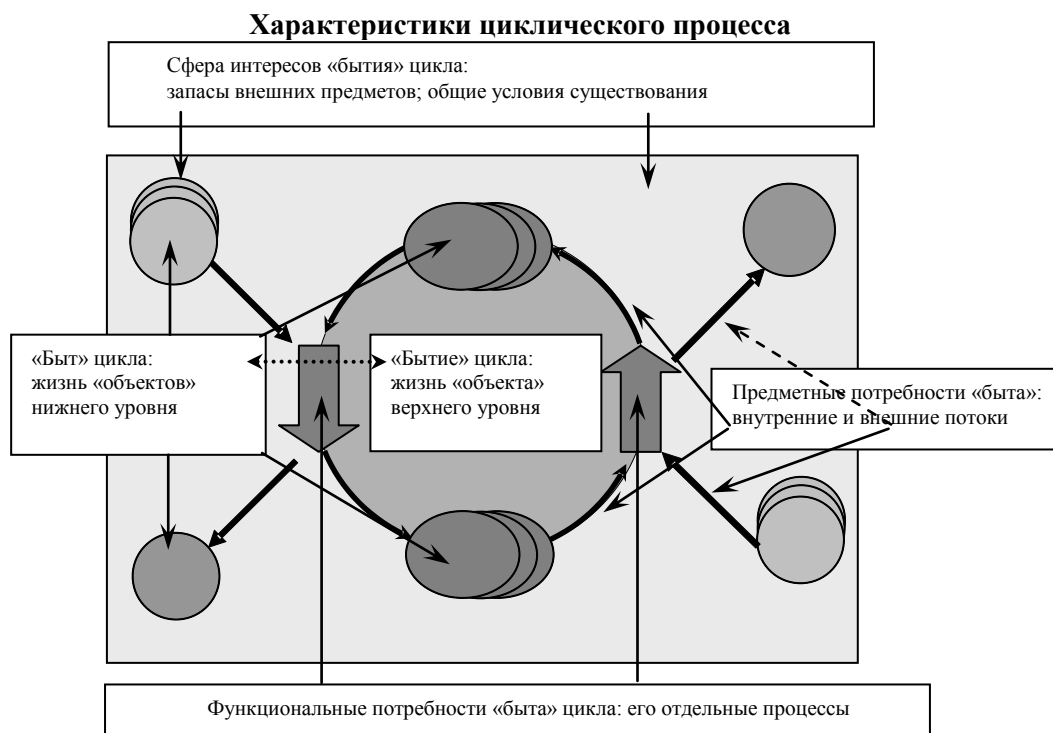 Характеристики циклического процесса
Сфера интересов «бытия» цикла:
запасы внешних предметов; общие условия существования
«Быт» цикла:
жизнь «объектов»
нижнего уровня
«Бытие» цикла:
жизнь «объекта»
верхнего уровня
Предметные потребности «быта»:
внутренние и внешние потоки
Функциональные потребности «быта» цикла: его отдельные процессы